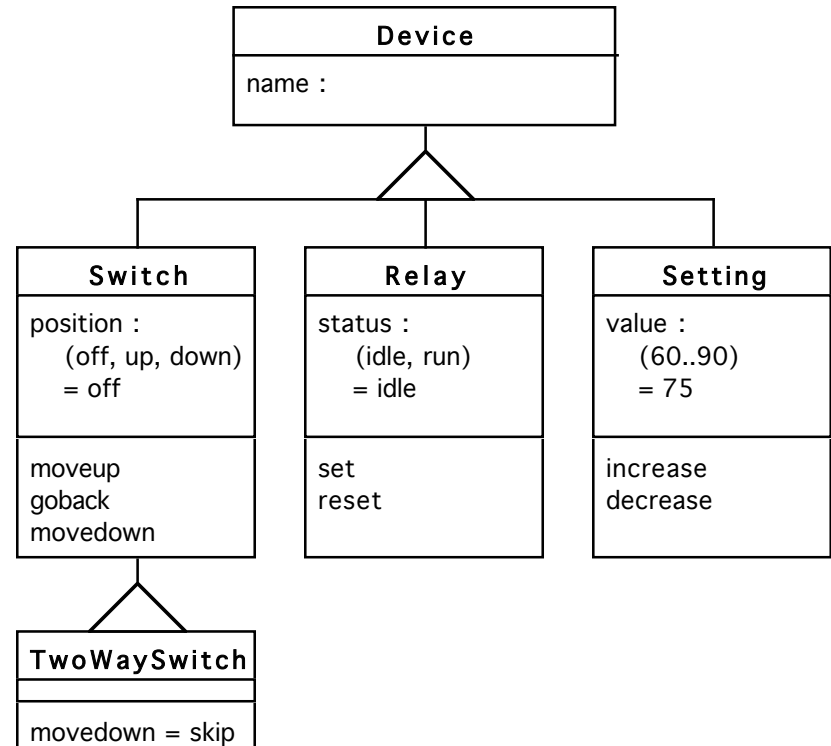 Device
name :
Switch
position :
(off, up, down)
= off
moveup
goback
movedown
Relay
status :
(idle, run)
= idle
set
reset
Setting
value :
(60..90)
= 75
increase
decrease
TwoWaySwitch
movedown = skip